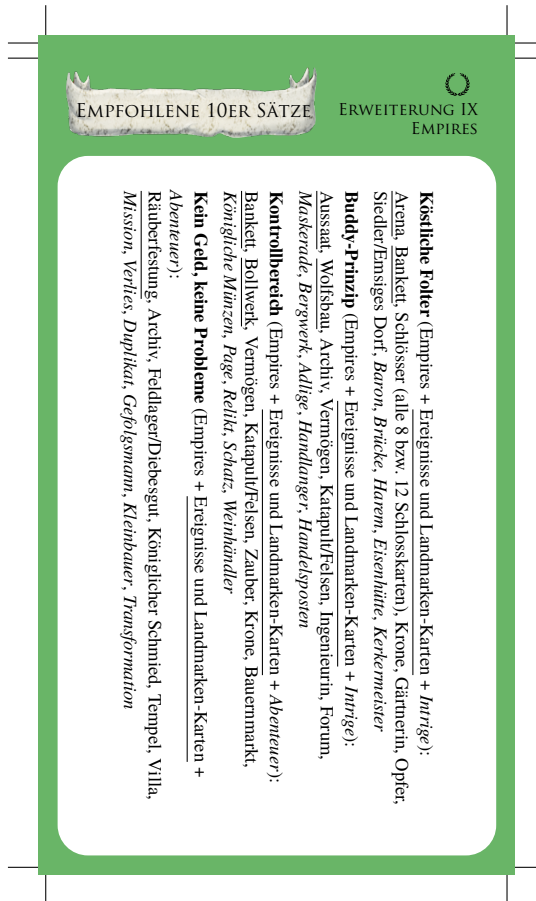 EMPFOHLENE 10ER SÄTZE
ERWEITERUNG IX
EMPIRES
Köstliche Folter (Empires + Ereignisse und Landmarken-Karten + Intrige):
Arena, Bankett, Schlösser (alle 8 bzw. 12 Schlosskarten), Krone, Gärtnerin, Opfer,
Siedler/Emsiges Dorf, Baron, Brücke, Harem, Eisenhütte, Kerkermeister
Buddy-Prinzip (Empires + Ereignisse und Landmarken-Karten + Intrige):
Aussaat, Wolfsbau, Archiv, Vermögen, Katapult/Felsen, Ingenieurin, Forum,
Maskerade, Bergwerk, Adlige, Handlanger, Handelsposten
Kontrollbereich (Empires + Ereignisse und Landmarken-Karten + Abenteuer):
Bankett, Bollwerk, Vermögen, Katapult/Felsen, Zauber, Krone, Bauernmarkt,
Königliche Münzen, Page, Relikt, Schatz, Weinhändler
Kein Geld, keine Probleme (Empires + Ereignisse und Landmarken-Karten +
Abenteuer):
Räuberfestung, Archiv, Feldlager/Diebesgut, Königlicher Schmied, Tempel, Villa,
Mission, Verlies, Duplikat, Gefolgsmann, Kleinbauer, Transformation